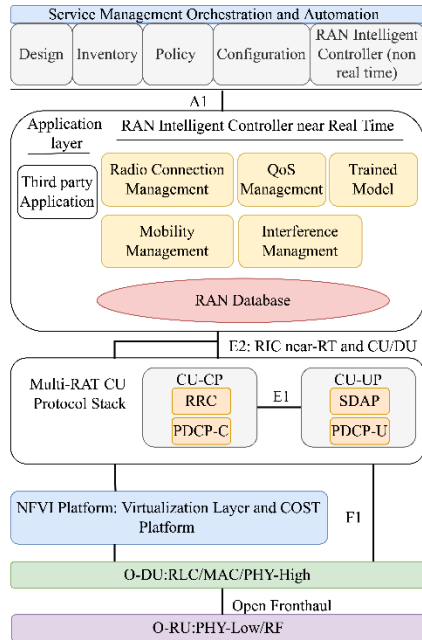 Service Management Orchestration and Automation
Design
Inventory
Policy
Configuration
RAN Intelligent
Controller (non
real time)
A1
Application
layer
RAN Intelligent Controller near Real Time
Third party
Application
Radio Connection
Management
QoS
Management
Trained
Model
Mobility
Management
Interference
Managment
RAN Database
E2: RIC near-RT and CU/DU
Multi-RAT CU
Protocol Stack
CU-CP
RRC
PDCP-C
E1
CU-UP
SDAP
PDCP-U
NFVI Platform: Virtualization Layer and COST
Platform
F1
O-DU:RLC/MAC/PHY-High
Open Fronthaul
O-RU:PHY-Low/RF